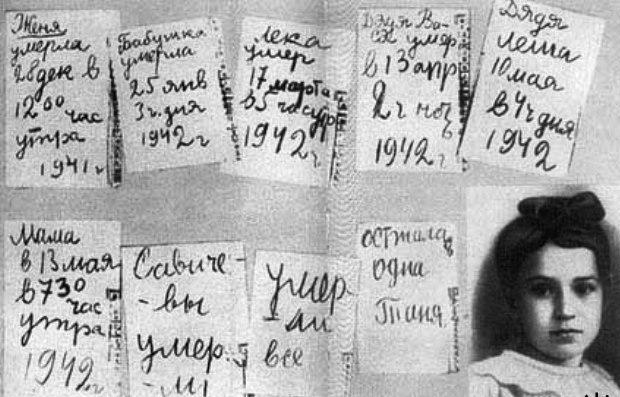 Женя
умерла
28 дек в
12 00 час
утра
1941 г
Бабушка
умерла
25 янв
3 ч. дня
1942 г
Лека
умер
17 марта
в 5 час утр
1942 г
Дядя Ва-
ся умер
в 13 апр
2 ч ноч
1942 г
Дядя
Леша
10 мая
в 4 ч дня
1942
Мама
в 13 мая
в 7 30
час
утра
1942 г
Савиче-
-вы
умер
-ли
умер
-ли
все
осталась
одна
Таня